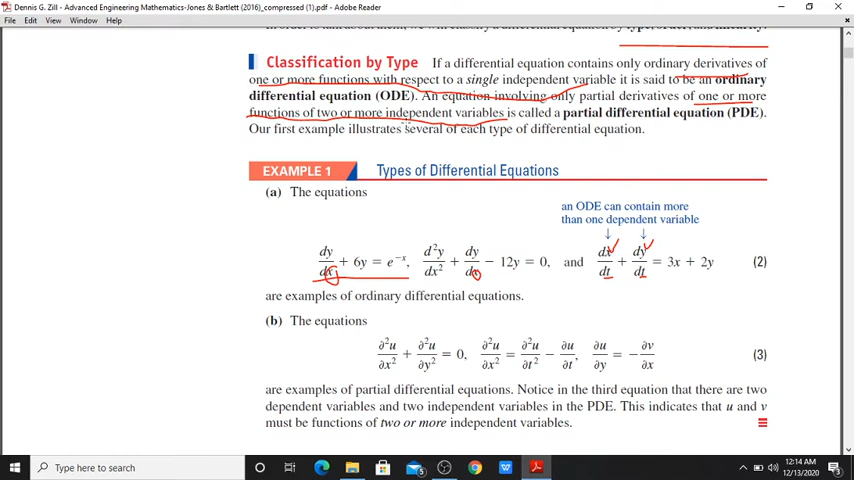 Dennis G. Zill - Advanced Engineering Mathematics-Jones & Bartlett (2016)_compressed (1).pdf - Adobe Reader
File Edit View Window Help
Classification by Type If a differential equation contains only ordinary derivatives of
one or more functions with respect to a single independent variable it is said to be an ordinary
differential equation (ODE). An equation involving only partial derivatives of one or more
functions of two or more independent variables is called a partial differential equation (PDE).
Our first example illustrates several of each type of differential equation.
EXAMPLE 1 Types of Differential Equations
(a) The equations
an ODE can contain more
than one dependent variable
dy/dx + 6y = e^{-x}, d²y/dx² + dy/dx − 12y = 0, and dx/dt + dy/dt = 3x + 2y (2)
are examples of ordinary differential equations.
(b) The equations
∂²u/∂x² + ∂²u/∂y² = 0, ∂²u/∂x² = ∂²u/∂t² − ∂u/∂t, ∂u/∂y = −∂v/∂x (3)
are examples of partial differential equations. Notice in the third equation that there are two
dependent variables and two independent variables in the PDE. This indicates that u and v
must be functions of two or more independent variables.
Type here to search
12:14 AM
12/13/2020